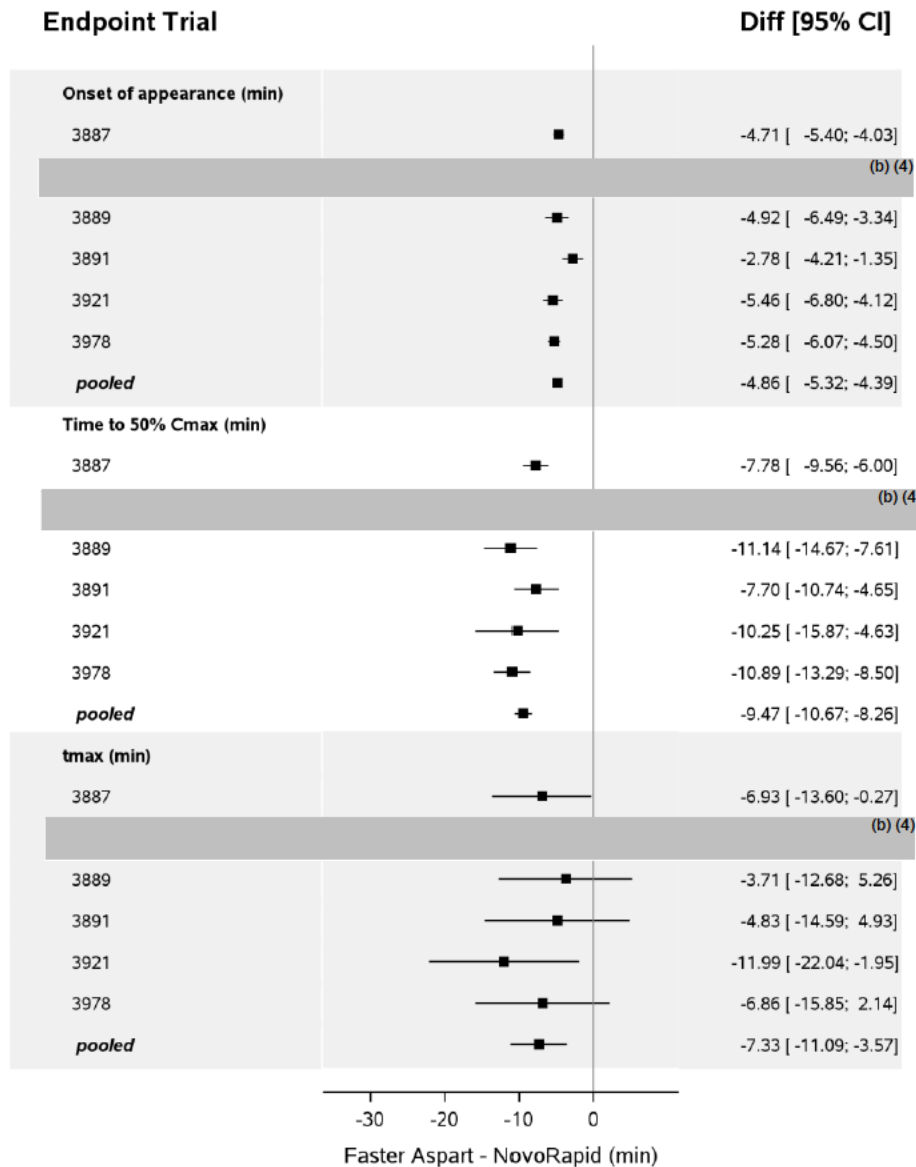 Endpoint Trial Diff [95% CI]
Onset of appearance (min)
3887 -4.71 [ -5.40; -4.03]
(b) (4)
3889 -4.92 [ -6.49; -3.34]
3891 -2.78 [ -4.21; -1.35]
3921 -5.46 [ -6.80; -4.12]
3978 -5.28 [ -6.07; -4.50]
pooled -4.86 [ -5.32; -4.39]
Time to 50% Cmax (min)
3887 -7.78 [ -9.56; -6.00]
(b) (4
3889 -11.14 [ -14.67; -7.61]
3891 -7.70 [ -10.74; -4.65]
3921 -10.25 [ -15.87; -4.63]
3978 -10.89 [ -13.29; -8.50]
pooled -9.47 [ -10.67; -8.26]
tmax (min)
3887 -6.93 [ -13.60; -0.27]
(b) (4)
3889 -3.71 [ -12.68; 5.26]
3891 -4.83 [ -14.59; 4.93]
3921 -11.99 [ -22.04; -1.95]
3978 -6.86 [ -15.85; 2.14]
pooled -7.33 [ -11.09; -3.57]
-30 -20 -10 0
Faster Aspart - NovoRapid (min)